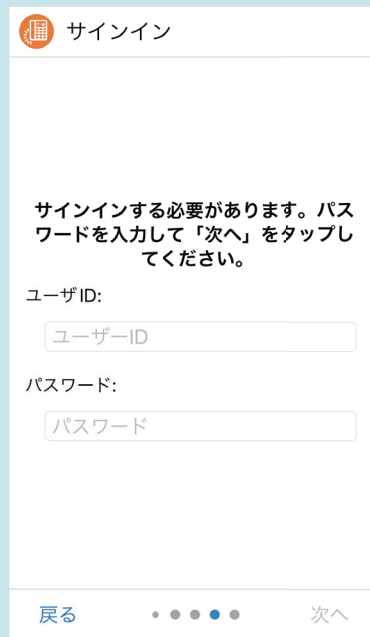 サインイン
サインインする必要があります。パス
ワードを入力して「次へ」をタップし
てください。
ユーザID:
ユーザーID
パスワード:
パスワード
戻る 次へ